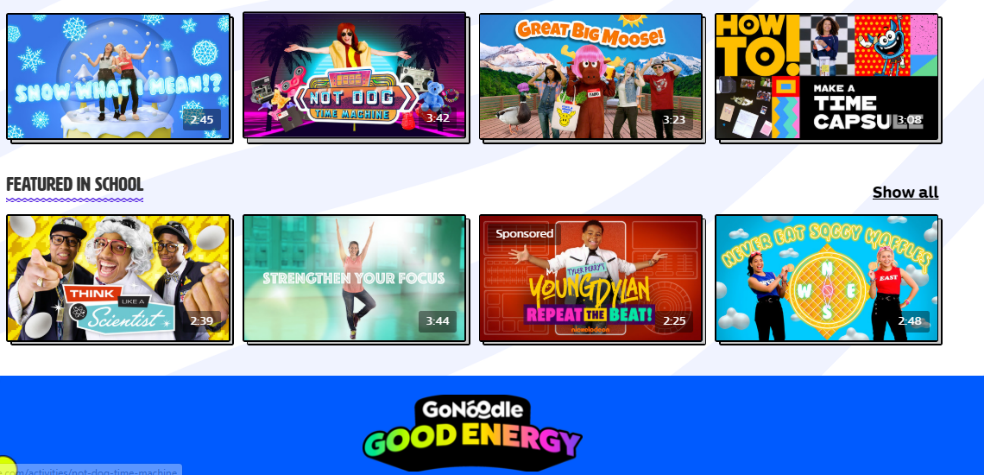 SNOW WHAT I MEAN!?
2:45
NOT DOG
TIME MACHINE
3:42
GREAT BIG MOOSE!
3:23
HOW
TO!
MAKE A
TIME
CAPSULE
3:08
FEATURED IN SCHOOL
Show all
THINK
LIKE A
Scientist
2:39
STRENGTHEN YOUR FOCUS
3:44
Sponsored
TYLER PERRY'S
YOUNG DYLAN
REPEAT THE BEAT!
nickelodeon
2:25
NEVER EAT SOGGY WAFFLES
N
W E
S
EAST
2:48
GoNoodle
GOOD ENERGY
e.com/activities/not-dog-time-machine